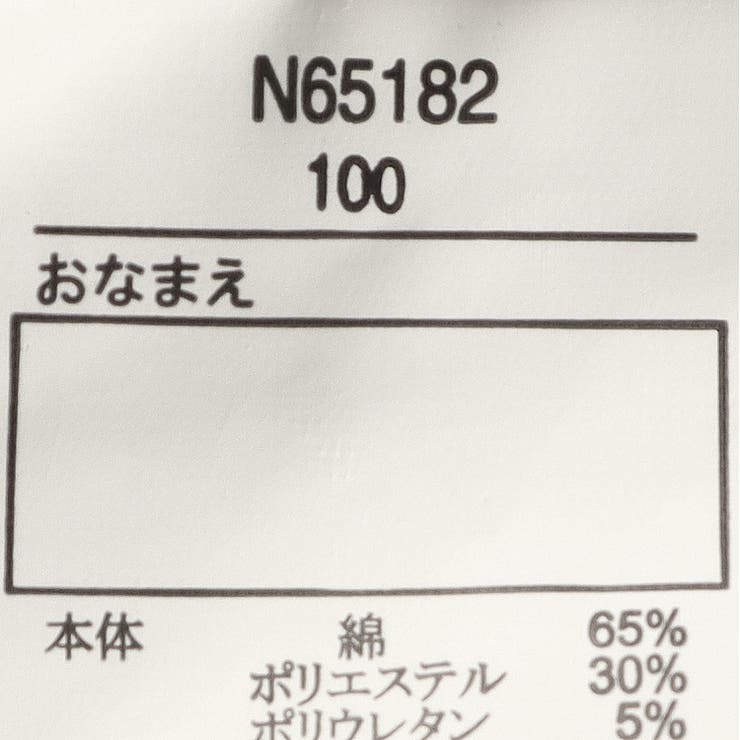 N65182
100
おなまえ
本体 綿 65%
ポリエステル 30%
ポリウレタン 5%